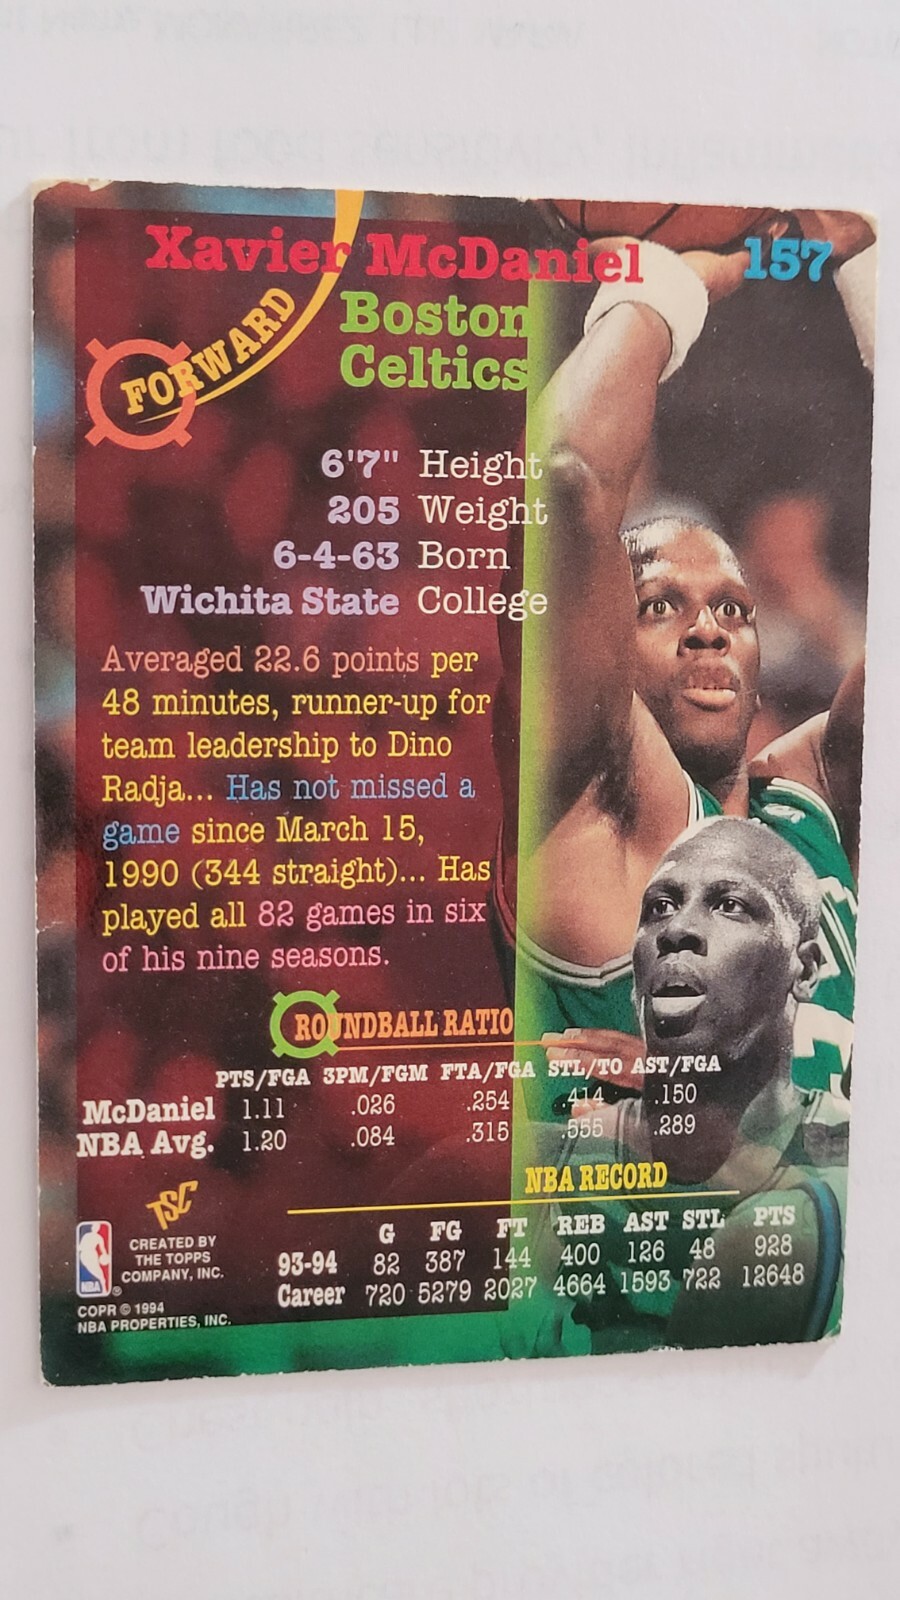 Xavier McDaniel 157
Boston
Celtics
FORWARD
6'7" Height
205 Weight
6-4-63 Born
Wichita State College
Averaged 22.6 points per
48 minutes, runner-up for
team leadership to Dino
Radja... Has not missed a
game since March 15,
1990 (344 straight)... Has
played all 82 games in six
of his nine seasons.
ROUNDBALL RATIO
PTS/FGA 3PM/FGM FTA/FGA STL/TO AST/FGA
McDaniel 1.11 .026 .254 .414 .150
NBA Avg. 1.20 .084 .315 .555 .289
NBA RECORD
G FG FT REB AST STL PTS
93-94 82 387 144 400 126 48 928
Career 720 5279 2027 4664 1593 722 12648
TSC
CREATED BY
THE TOPPS
COMPANY, INC.
NBA
®
COPR © 1994
NBA PROPERTIES, INC.